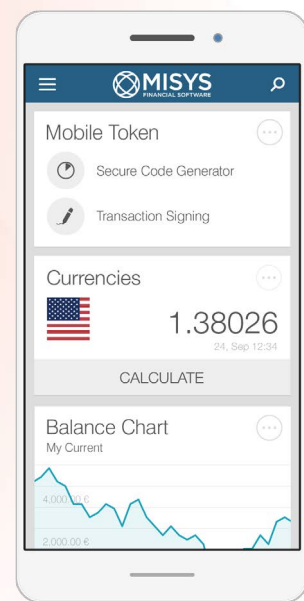 MISYS
FINANCIAL SOFTWARE
Mobile Token
Secure Code Generator
Transaction Signing
Currencies
1.38026
24, Sep 12:34
CALCULATE
Balance Chart
My Current
4,000.00 €
2,000.00 €